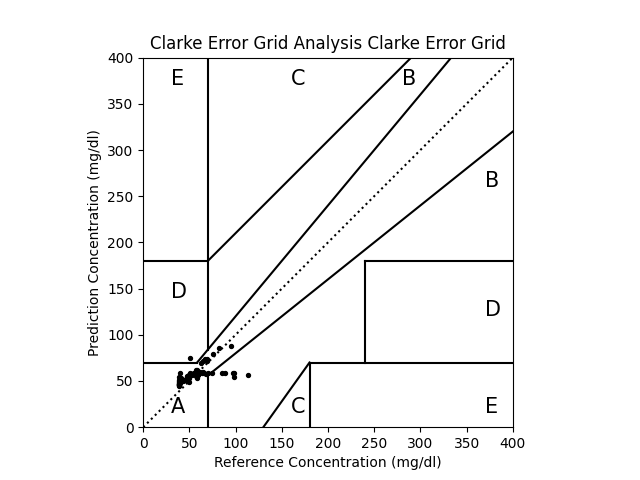 Clarke Error Grid Analysis Clarke Error Grid
400
350
300
250
200
150
100
50
0
Prediction Concentration (mg/dl)
E
C
B
B
D
D
A
C
E
0
50
100
150
200
250
300
350
400
Reference Concentration (mg/dl)